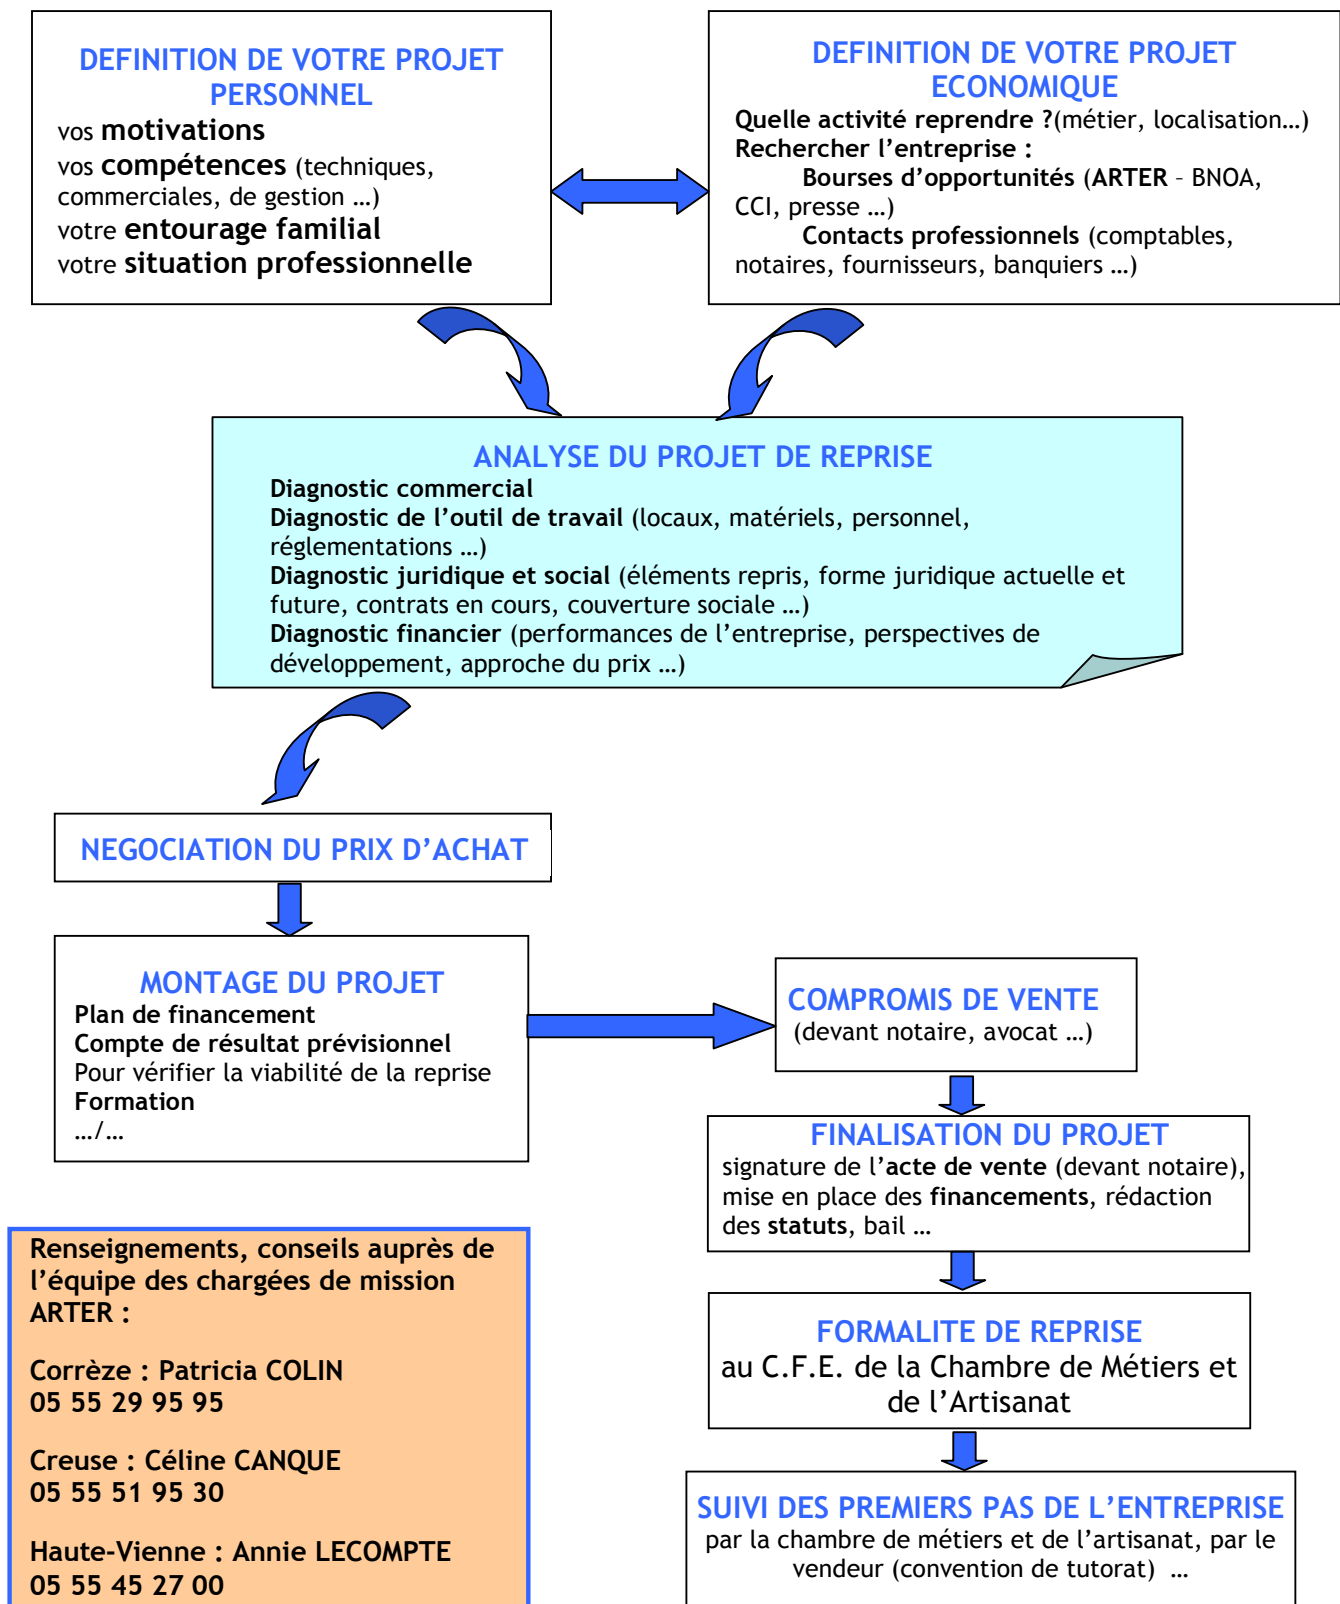 DEFINITION DE VOTRE PROJET
PERSONNEL
vos motivations
vos compétences (techniques,
commerciales, de gestion …)
votre entourage familial
votre situation professionnelle
DEFINITION DE VOTRE PROJET
ECONOMIQUE
Quelle activité reprendre ?(métier, localisation…)
Rechercher l’entreprise :
Bourses d’opportunités (ARTER – BNOA,
CCI, presse …)
Contacts professionnels (comptables,
notaires, fournisseurs, banquiers …)
ANALYSE DU PROJET DE REPRISE
Diagnostic commercial
Diagnostic de l’outil de travail (locaux, matériels, personnel,
réglementations …)
Diagnostic juridique et social (éléments repris, forme juridique actuelle et
future, contrats en cours, couverture sociale …)
Diagnostic financier (performances de l’entreprise, perspectives de
développement, approche du prix …)
NEGOCIATION DU PRIX D’ACHAT
MONTAGE DU PROJET
Plan de financement
Compte de résultat prévisionnel
Pour vérifier la viabilité de la reprise
Formation
…/…
COMPROMIS DE VENTE
(devant notaire, avocat …)
FINALISATION DU PROJET
signature de l’acte de vente (devant notaire),
mise en place des financements, rédaction
des statuts, bail …
FORMALITE DE REPRISE
au C.F.E. de la Chambre de Métiers et
de l’Artisanat
SUIVI DES PREMIERS PAS DE L’ENTREPRISE
par la chambre de métiers et de l’artisanat, par le
vendeur (convention de tutorat) …
Renseignements, conseils auprès de
l’équipe des chargées de mission
ARTER :
Corrèze : Patricia COLIN
05 55 29 95 95
Creuse : Céline CANQUE
05 55 51 95 30
Haute-Vienne : Annie LECOMPTE
05 55 45 27 00